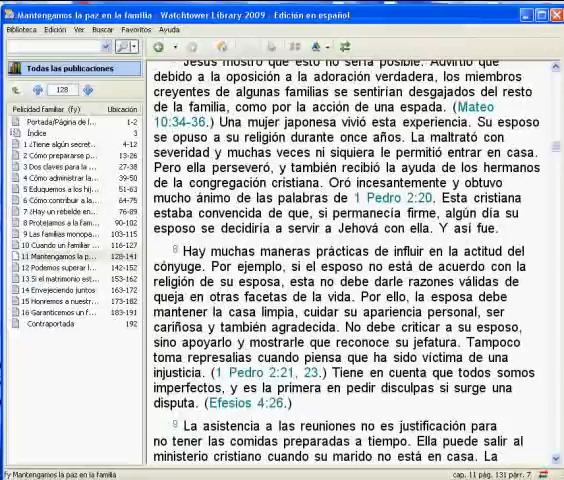 Mantengamos la paz en la familia - Watchtower Library 2009 - Edición en español
Biblioteca Edición Ver Buscar Favoritos Ayuda
Todas las publicaciones
128
Felicidad familiar (fy) Ubicación
Portada/Página de l... 1-2
Índice 3
1 ¿Tiene algún secret... 4-12
2 Cómo prepararse p... 13-26
3 Dos claves para la ... 27-38
4 Cómo administrar la... 39-50
5 Eduquemos a los hij... 51-63
6 Cómo contribuir a la... 64-75
7 ¿Hay un rebelde en... 76-89
8 Protejamos a la fam... 90-102
9 Las familias monopa... 103-115
10 Cuando un familiar ... 116-127
11 Mantengamos la p... 128-141
12 Podemos superar l... 142-152
13 Si el matrimonio est... 153-162
14 Envejeciendo juntos 163-172
15 Honremos a nuestr... 173-182
16 Garanticemos un f... 183-191
Contraportada 192
Jesús mostró que esto no sería posible. Advirtió que
debido a la oposición a la adoración verdadera, los miembros
creyentes de algunas familias se sentirían desgajados del resto
de la familia, como por la acción de una espada. (Mateo
10:34-36.) Una mujer japonesa vivió esta experiencia. Su esposo
se opuso a su religión durante once años. La maltrató con
severidad y muchas veces ni siquiera le permitió entrar en casa.
Pero ella perseveró, y también recibió la ayuda de los hermanos
de la congregación cristiana. Oró incesantemente y obtuvo
mucho ánimo de las palabras de 1 Pedro 2:20. Esta cristiana
estaba convencida de que, si permanecía firme, algún día su
esposo se decidiría a servir a Jehová con ella. Y así fue.
8 Hay muchas maneras prácticas de influir en la actitud del
cónyuge. Por ejemplo, si el esposo no está de acuerdo con la
religión de su esposa, esta no debe darle razones válidas de
queja en otras facetas de la vida. Por ello, la esposa debe
mantener la casa limpia, cuidar su apariencia personal, ser
cariñosa y también agradecida. No debe criticar a su esposo,
sino apoyarlo y mostrarle que reconoce su jefatura. Tampoco
toma represalias cuando piensa que ha sido víctima de una
injusticia. (1 Pedro 2:21, 23.) Tiene en cuenta que todos somos
imperfectos, y es la primera en pedir disculpas si surge una
disputa. (Efesios 4:26.)
9 La asistencia a las reuniones no es justificación para
no tener las comidas preparadas a tiempo. Ella puede salir al
ministerio cristiano cuando su marido no está en casa. La
fy Mantengamos la paz en la familia cap. 11 pág. 131 párr. 7